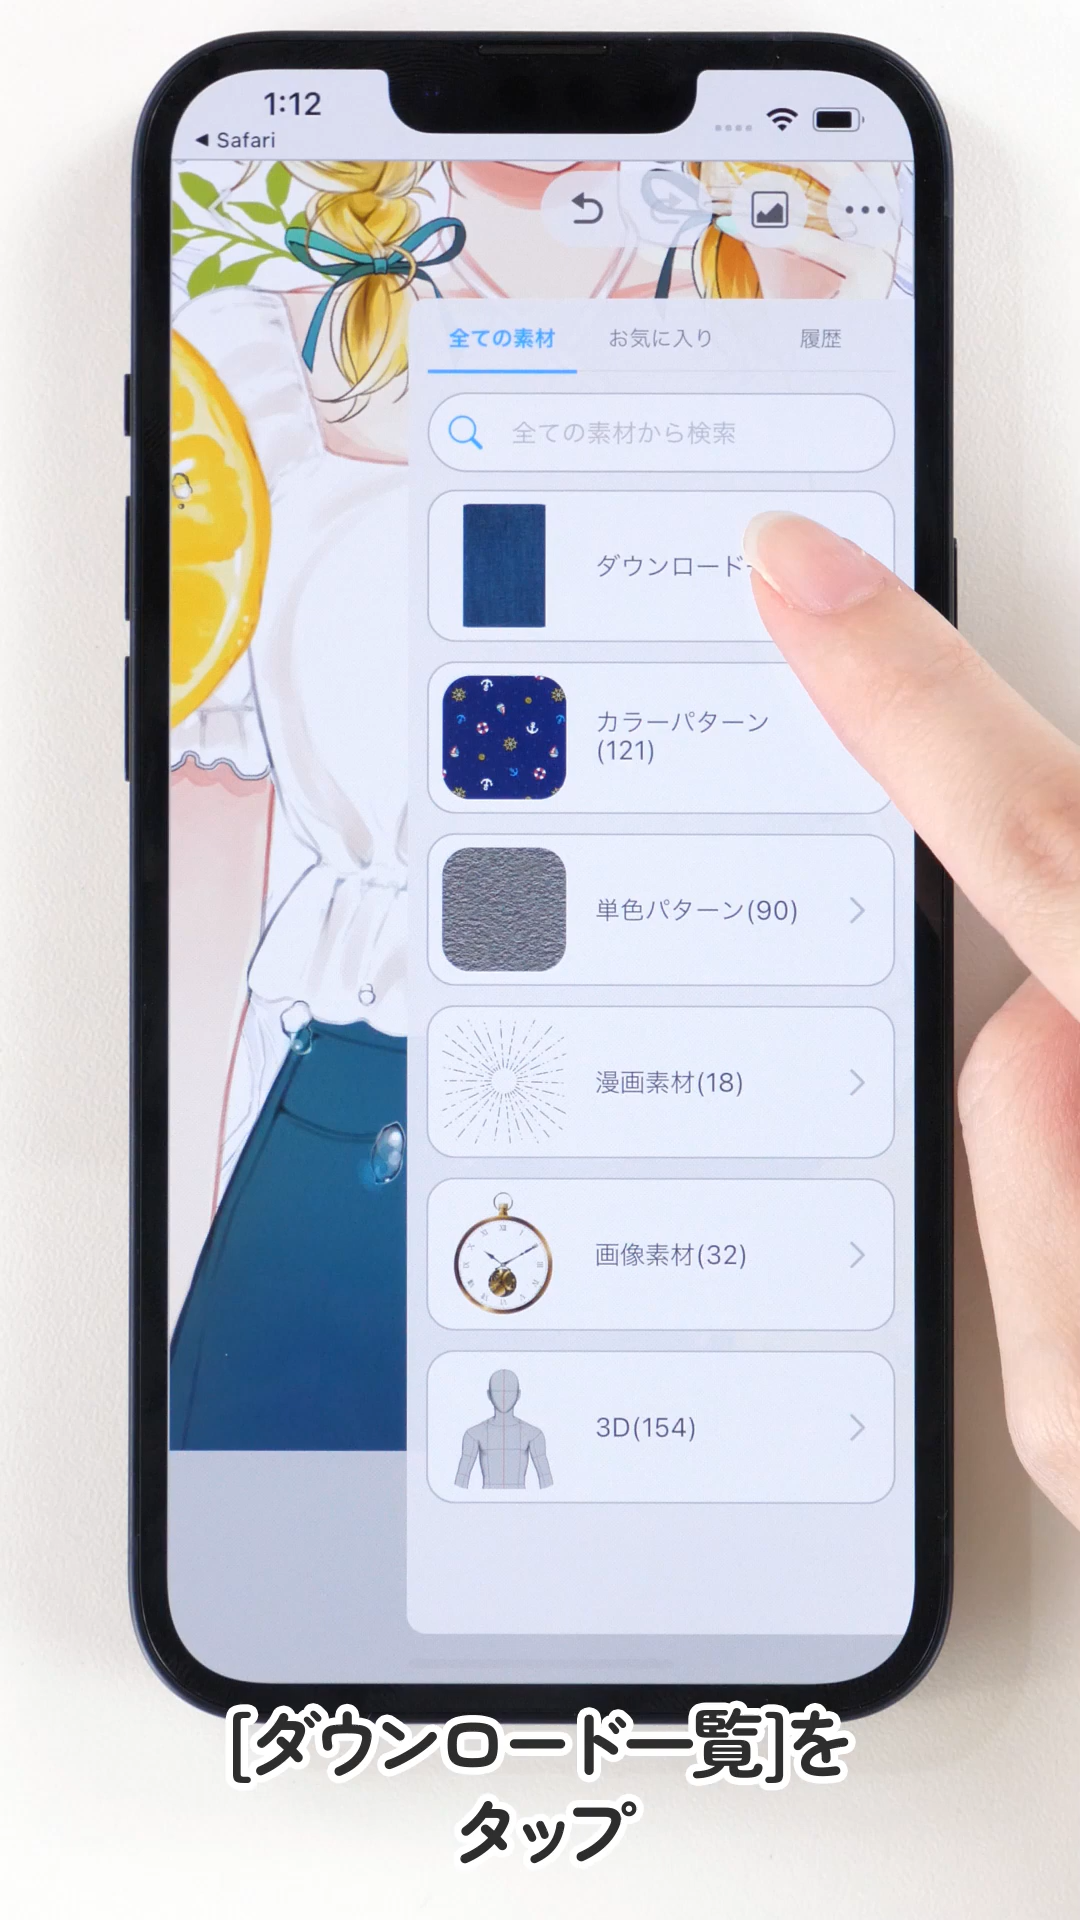 1:12
◀ Safari
全ての素材
お気に入り
履歴
全ての素材から検索
ダウンロード
カラーパターン
(121)
単色パターン(90)
漫画素材(18)
画像素材(32)
3D(154)
[ダウンロード一覧]を
タップ